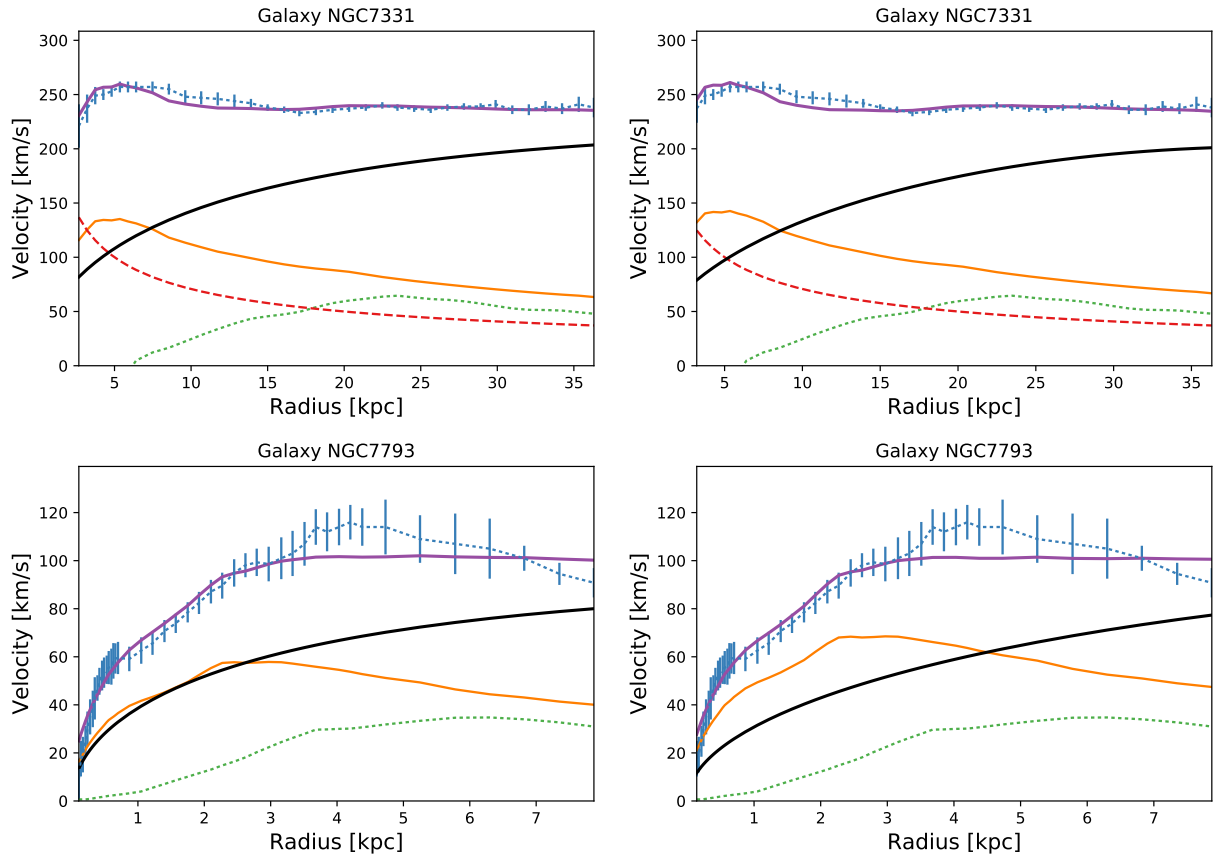 Galaxy NGC7331
Galaxy NGC7331
Velocity [km/s]
300
250
200
150
100
50
0
5 10 15 20 25 30 35
Radius [kpc]
Velocity [km/s]
300
250
200
150
100
50
0
5 10 15 20 25 30 35
Radius [kpc]
Galaxy NGC7793
Galaxy NGC7793
Velocity [km/s]
120
100
80
60
40
20
0
1 2 3 4 5 6 7
Radius [kpc]
Velocity [km/s]
120
100
80
60
40
20
0
1 2 3 4 5 6 7
Radius [kpc]